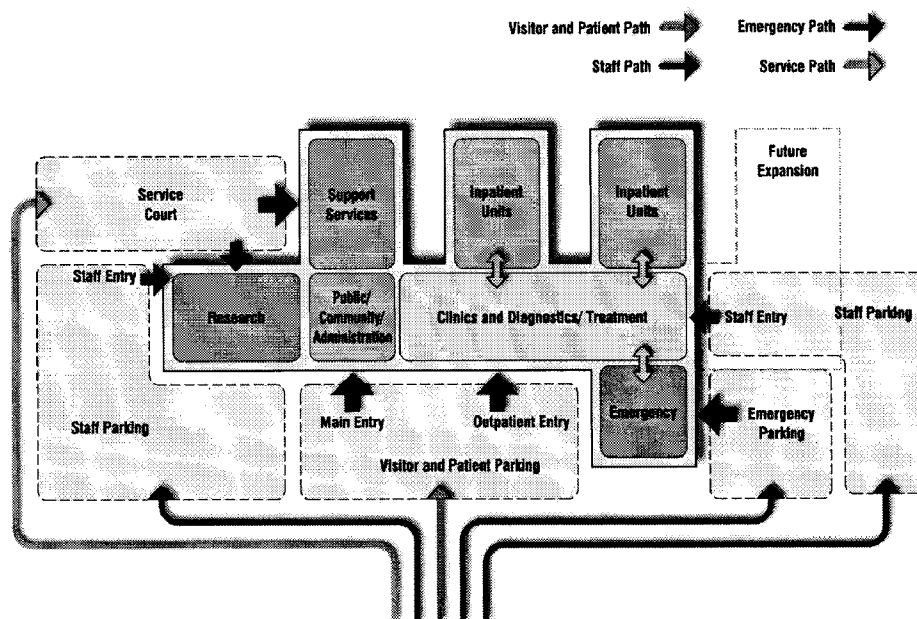 Visitor and Patient Path
Emergency Path
Staff Path
Service Path
Future
Expansion
Service
Court
Support
Services
Inpatient
Units
Inpatient
Units
Staff Entry
Research
Public/
Community/
Administration
Clinics and Diagnostics/ Treatment
Staff Entry
Staff Parking
Staff Parking
Main Entry
Outpatient Entry
Emergency
Emergency
Parking
Visitor and Patient Parking